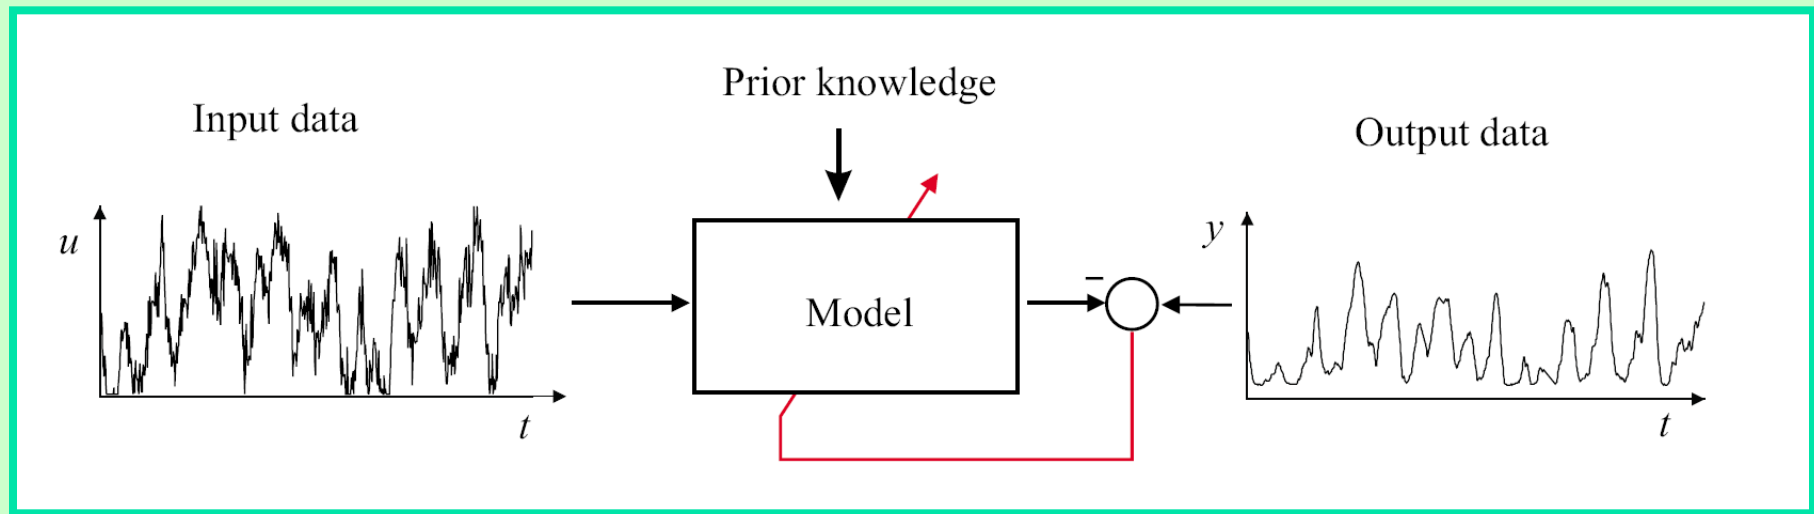 Prior knowledge
Input data
Output data
u
y
Model
−
t
t